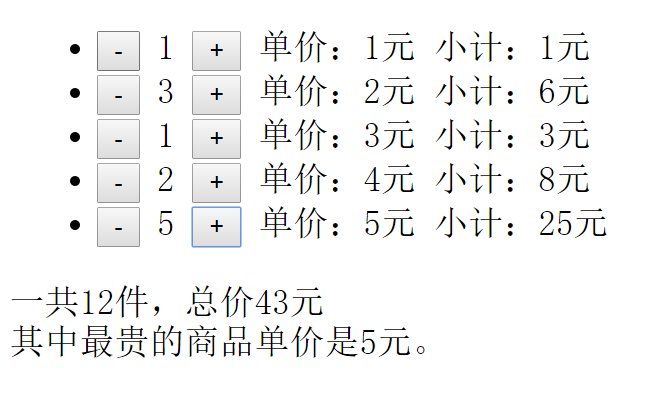 - 1 + 单价：1元 小计：1元
- 3 + 单价：2元 小计：6元
- 1 + 单价：3元 小计：3元
- 2 + 单价：4元 小计：8元
- 5 + 单价：5元 小计：25元
一共12件，总价43元
其中最贵的商品单价是5元。